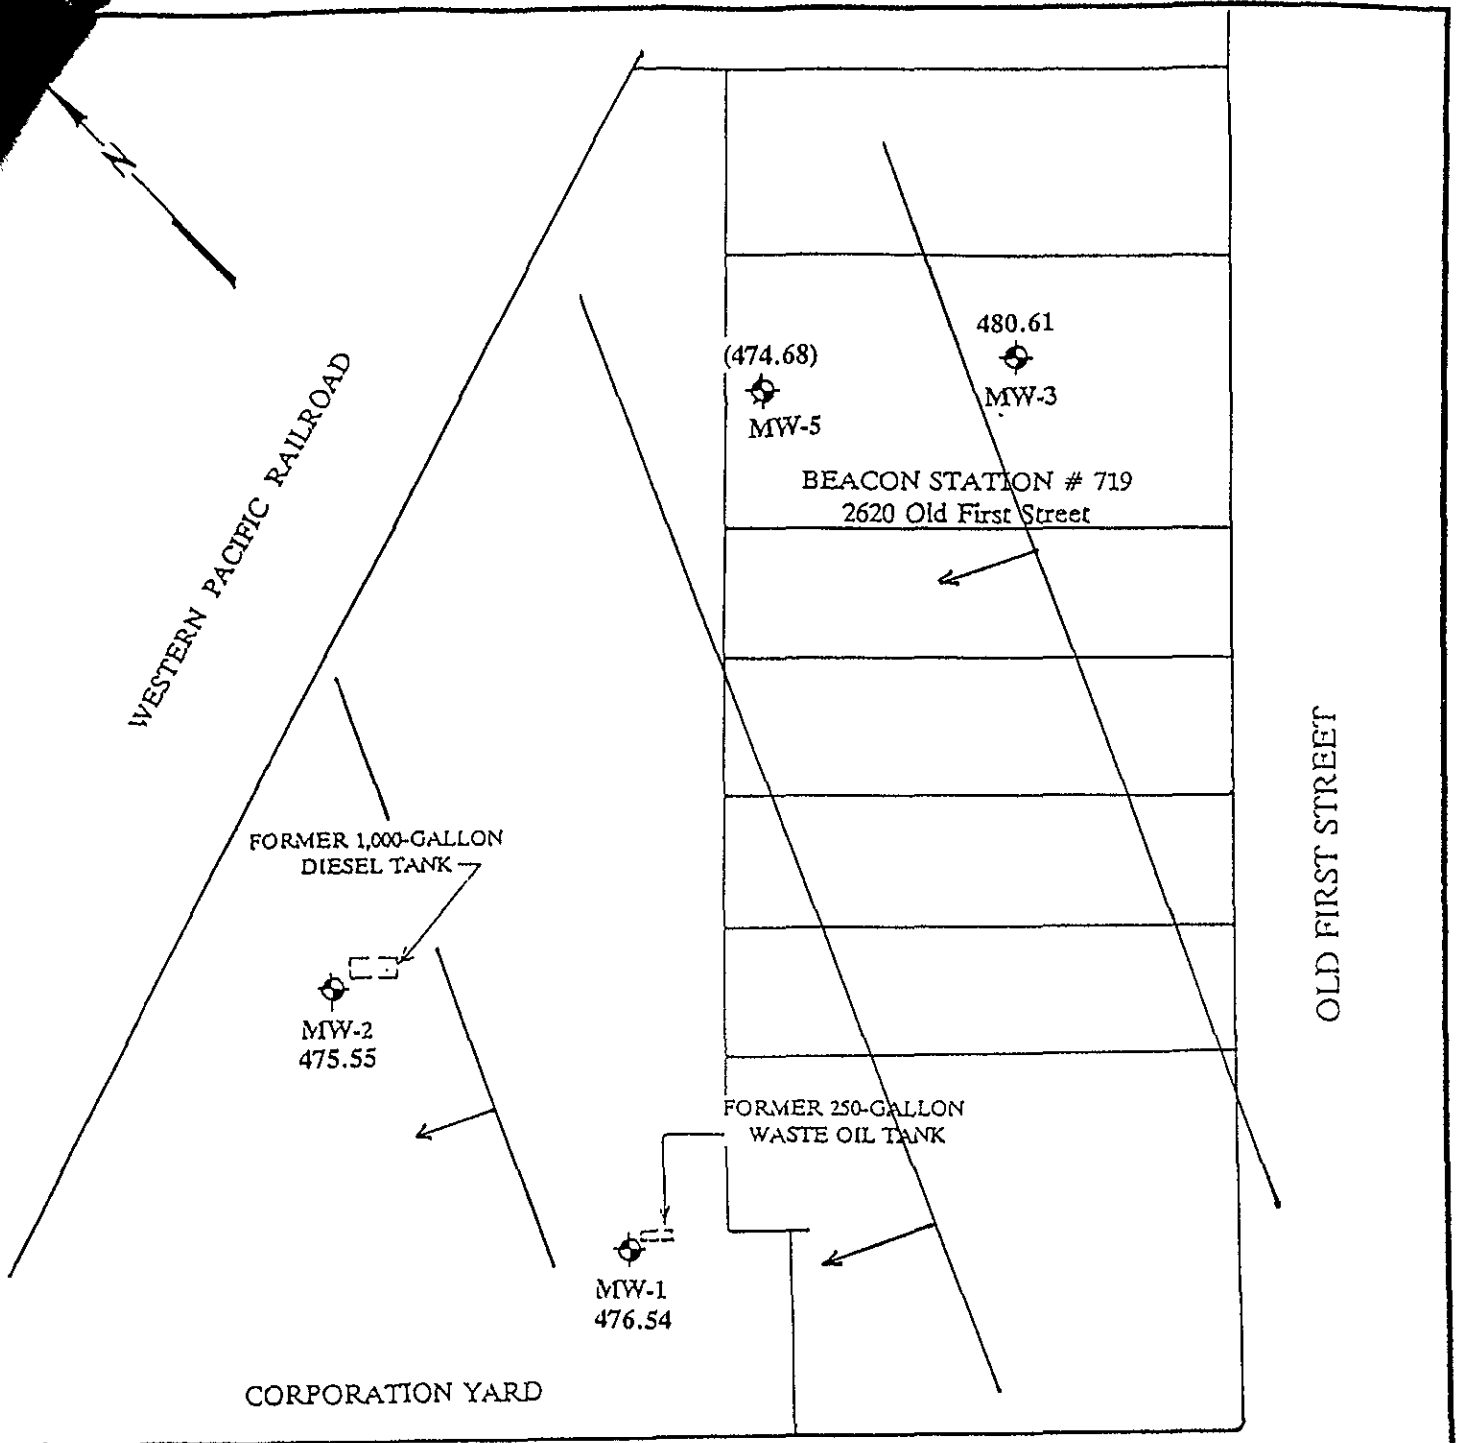 N
480.61
(474.68)
MW-3
MW-5
WESTERN PACIFIC RAILROAD
BEACON STATION # 719
2620 Old First Street
OLD FIRST STREET
FORMER 1,000-GALLON
DIESEL TANK
MW-2
475.55
FORMER 250-GALLON
WASTE OIL TANK
MW-1
476.54
CORPORATION YARD